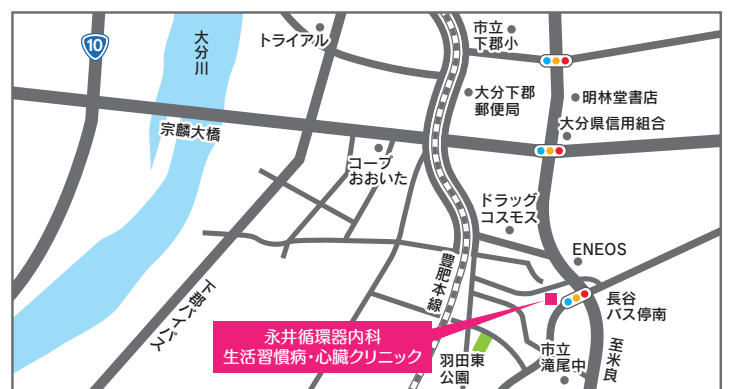 10
大分川
トライアル
市立
下郡小
大分下郡
郵便局
明林堂書店
大分県信用組合
宗麟大橋
コープ
おおいた
ドラッグ
コスモス
ENEOS
豊肥本線
下郡バイパス
長谷
バス停南
永井循環器内科
生活習慣病・心臓クリニック
羽田東
公園
市立
滝尾中
至米良